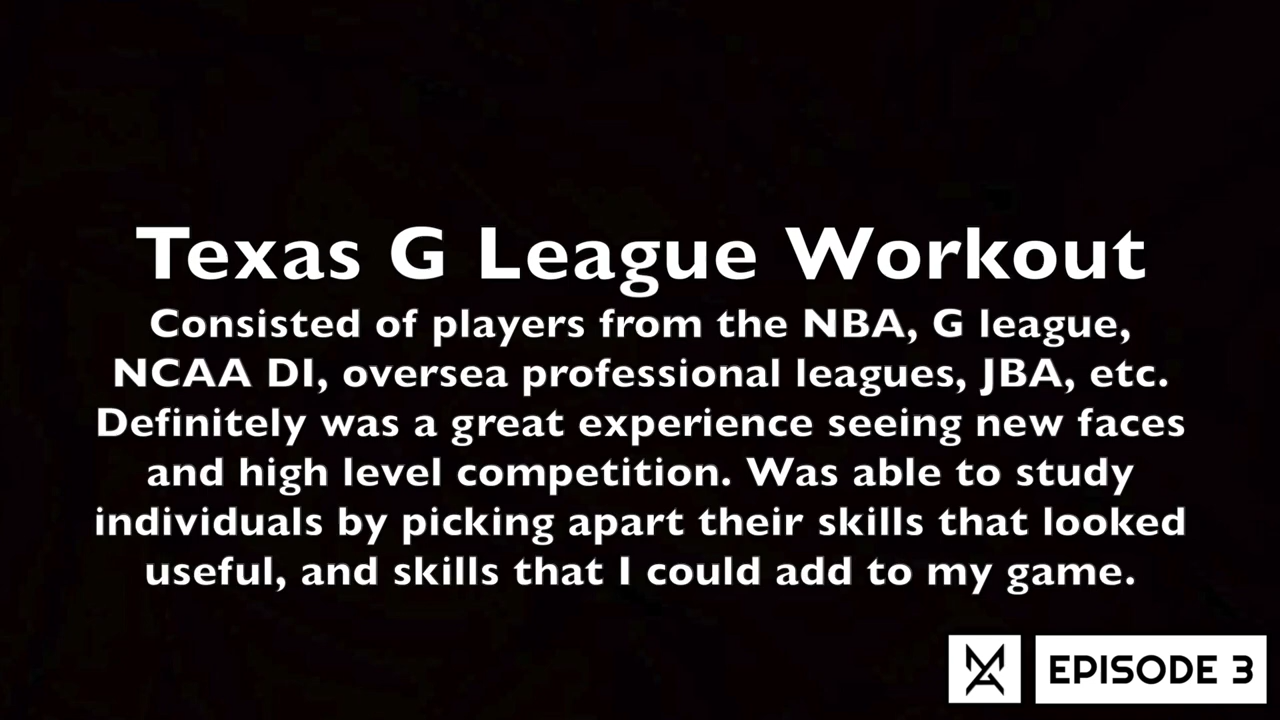 Texas G League Workout
Consisted of players from the NBA, G league,
NCAA DI, oversea professional leagues, JBA, etc.
Definitely was a great experience seeing new faces
and high level competition. Was able to study
individuals by picking apart their skills that looked
useful, and skills that I could add to my game.
EPISODE 3